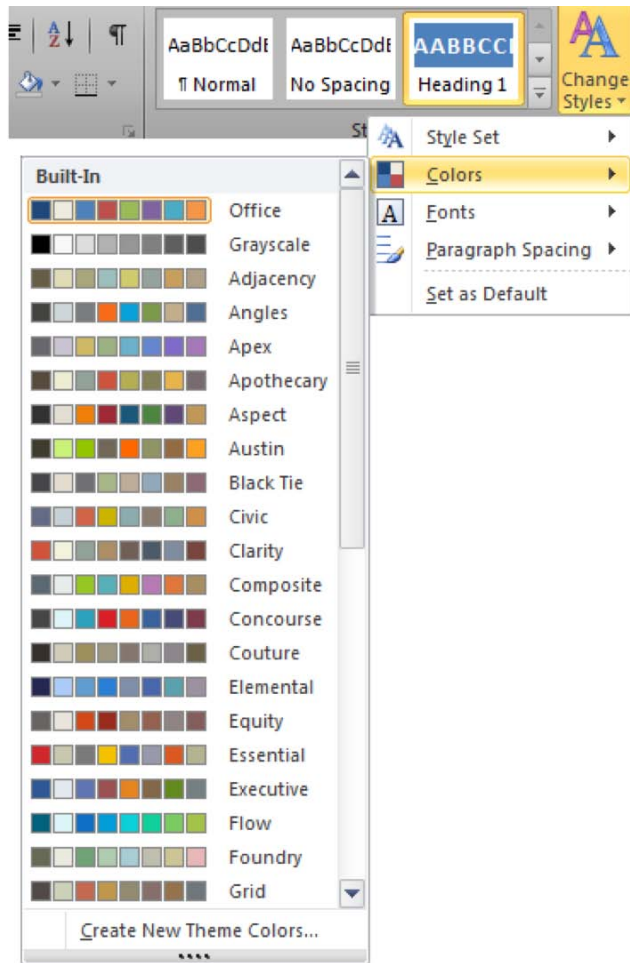 AaBbCcDdE AaBbCcDdE AABBCCI
¶ Normal No Spacing Heading 1 Change
Styles
St
Style Set
Colors
Fonts
Paragraph Spacing
Set as Default
Built-In
Office
Grayscale
Adjacency
Angles
Apex
Apothecary
Aspect
Austin
Black Tie
Civic
Clarity
Composite
Concourse
Couture
Elemental
Equity
Essential
Executive
Flow
Foundry
Grid
Create New Theme Colors...